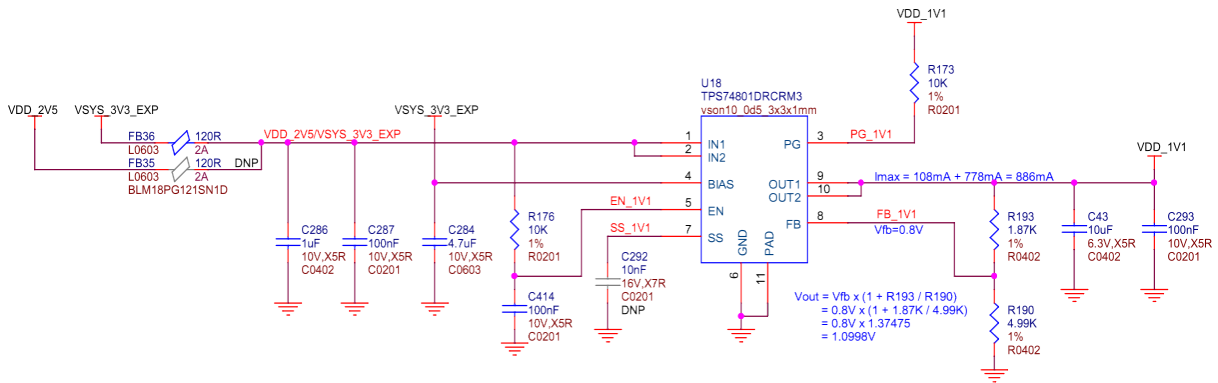 VDD_1V1
R173
10K
1%
R0201
U18
TPS74801DRCRM3
vson10_0d5_3x3x1mm
VDD_2V5
VSYS_3V3_EXP
VSYS_3V3_EXP
FB36
120R
L0603
2A
FB35
120R
DNP
L0603
2A
BLM18PG121SN1D
VDD_2V5/VSYS_3V3_EXP
1
IN1
2
IN2
4
BIAS
EN_1V1
5
EN
SS_1V1
7
SS
PG
3
PG_1V1
OUT1
9
OUT2
10
FB
8
FB_1V1
Vfb=0.8V
GND
PAD
6
11
Imax = 108mA + 778mA = 886mA
VDD_1V1
C286
1uF
10V,X5R
C0402
C287
100nF
10V,X5R
C0201
C284
4.7uF
10V,X5R
C0603
R176
10K
1%
R0201
C414
100nF
10V,X5R
C0201
C292
10nF
16V,X7R
C0201
DNP
R193
1.87K
1%
R0402
C43
10uF
6.3V,X5R
C0402
C293
100nF
10V,X5R
C0201
R190
4.99K
1%
R0402
Vout = Vfb x (1 + R193 / R190)
= 0.8V x (1 + 1.87K / 4.99K)
= 0.8V x 1.37475
= 1.0998V